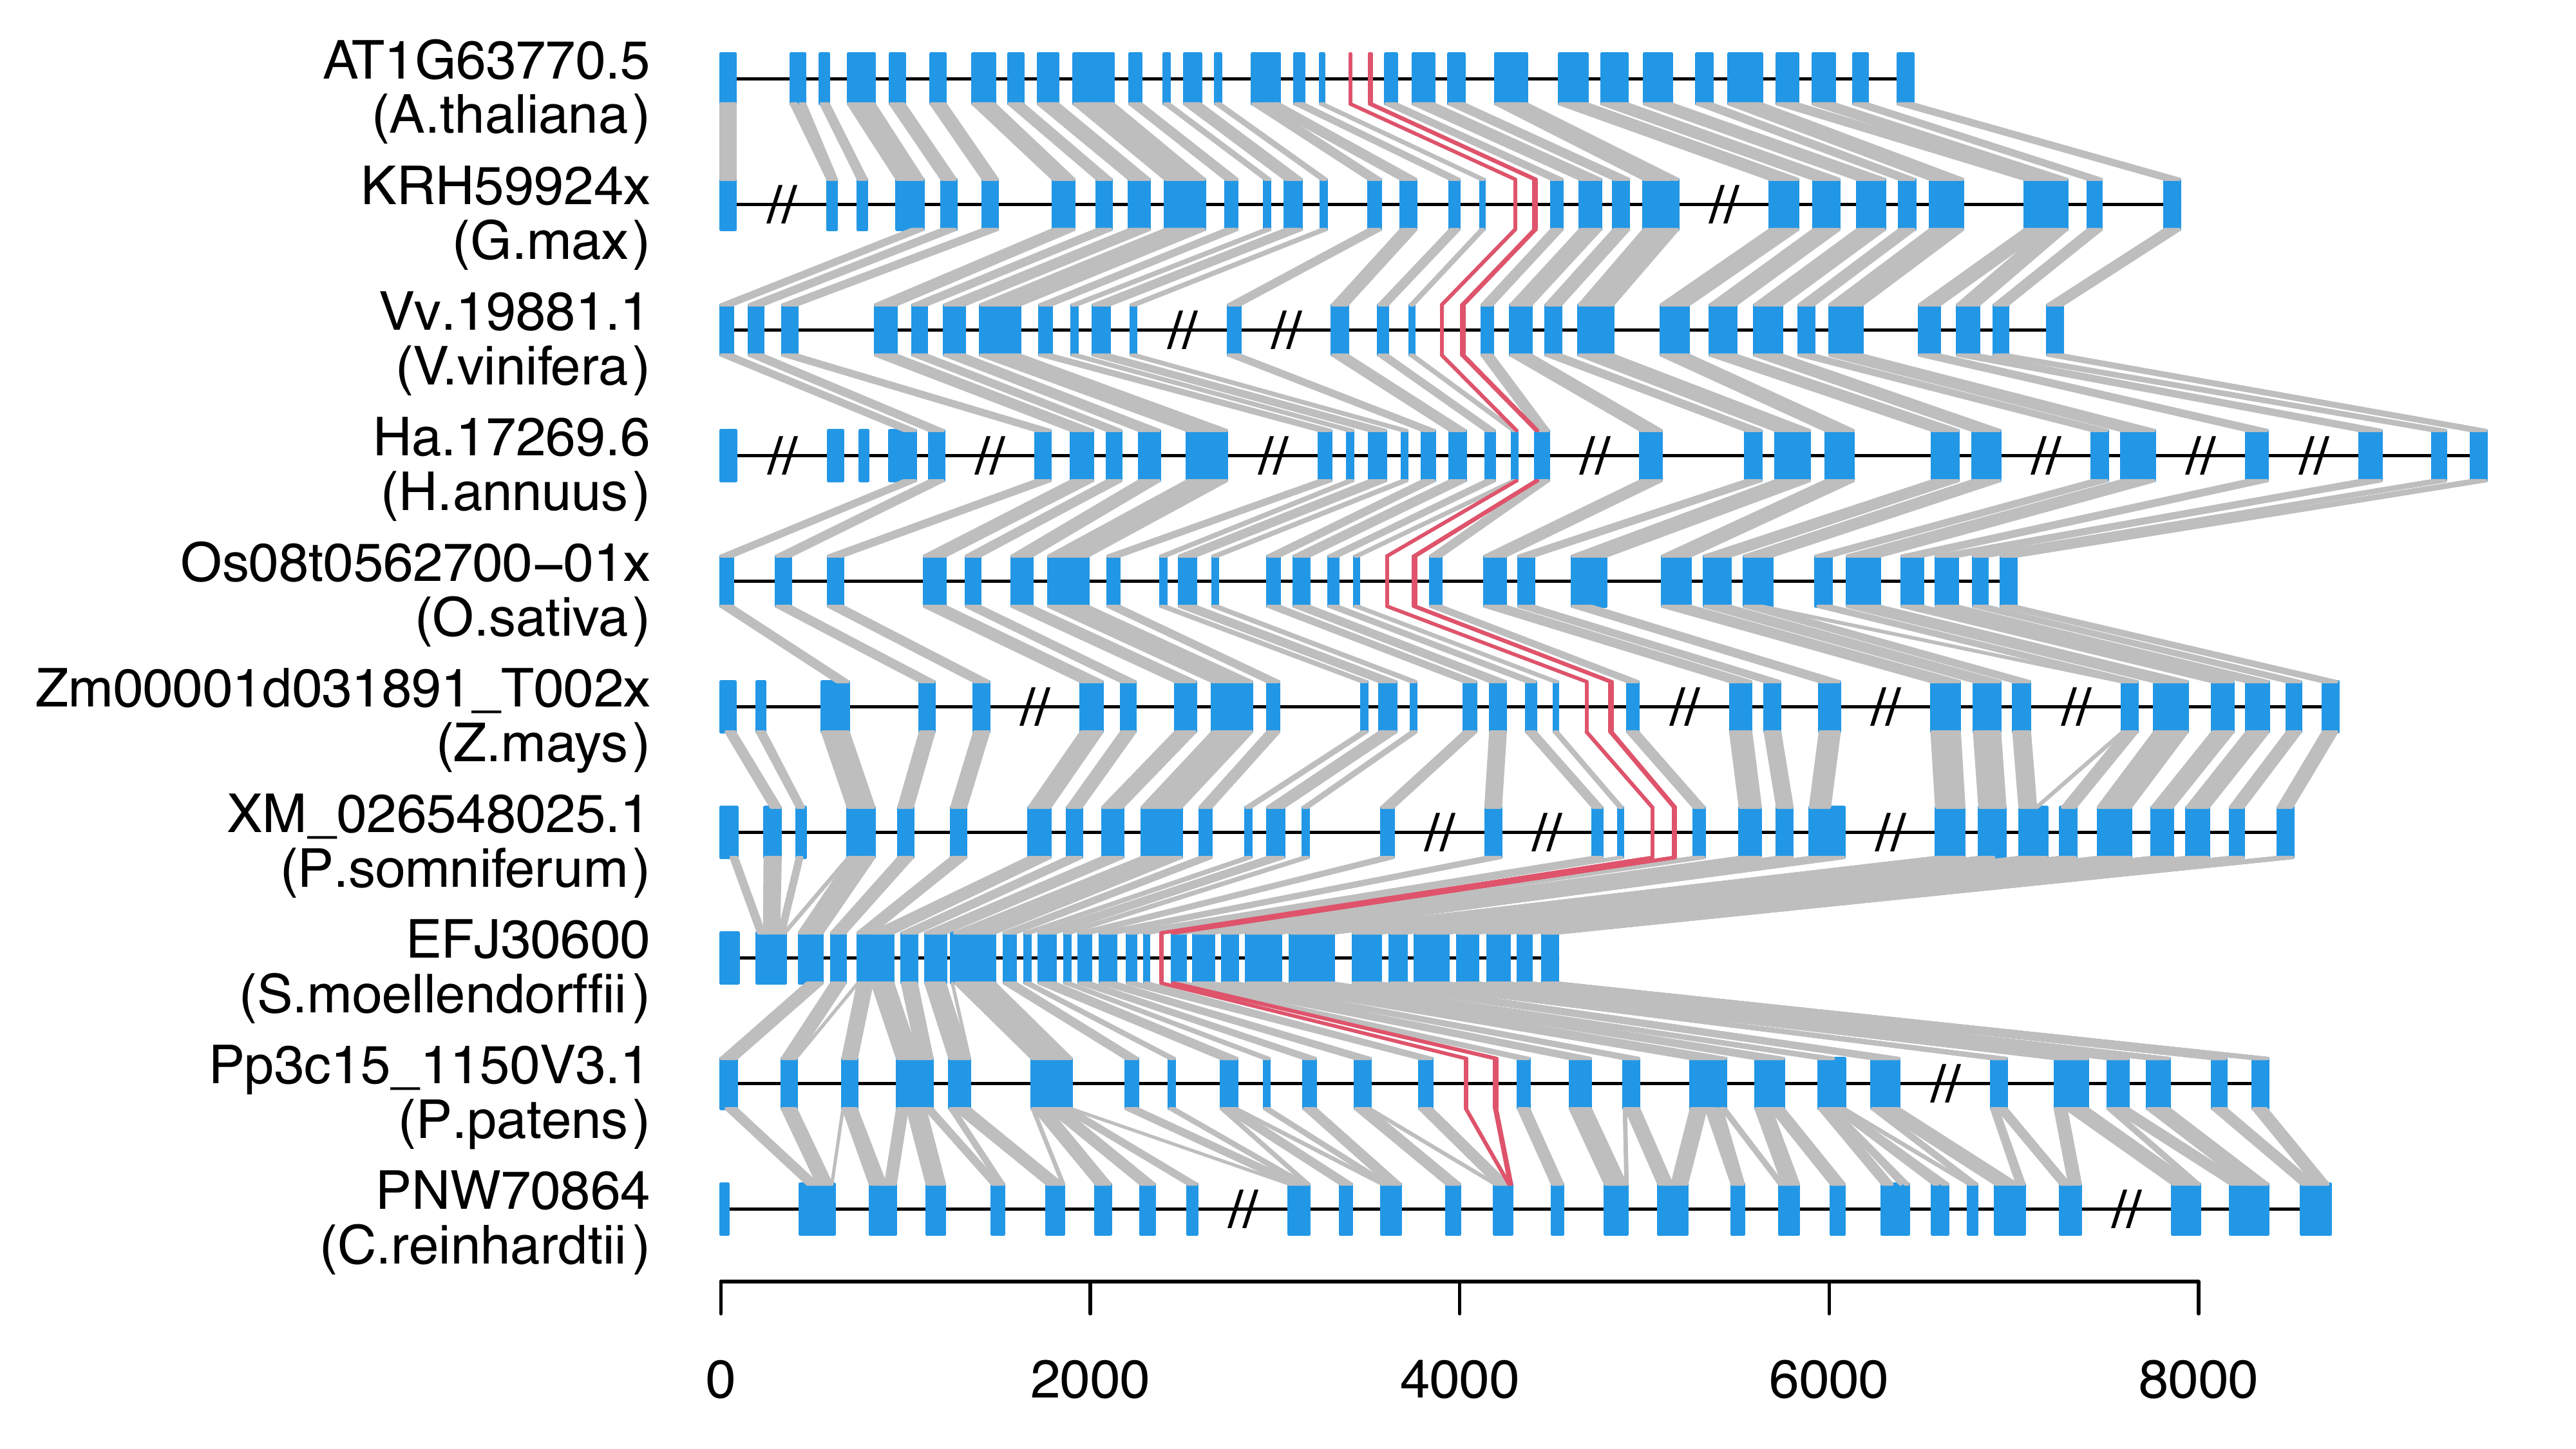 AT1G63770.5
(A.thaliana)
KRH59924x
(G.max)
Vv.19881.1
(V.vinifera)
Ha.17269.6
(H.annuus)
Os08t0562700−01x
(O.sativa)
Zm00001d031891_T002x
(Z.mays)
XM_026548025.1
(P.somniferum)
EFJ30600
(S.moellendorffii)
Pp3c15_1150V3.1
(P.patens)
PNW70864
(C.reinhardtii)
0 2000 4000 6000 8000